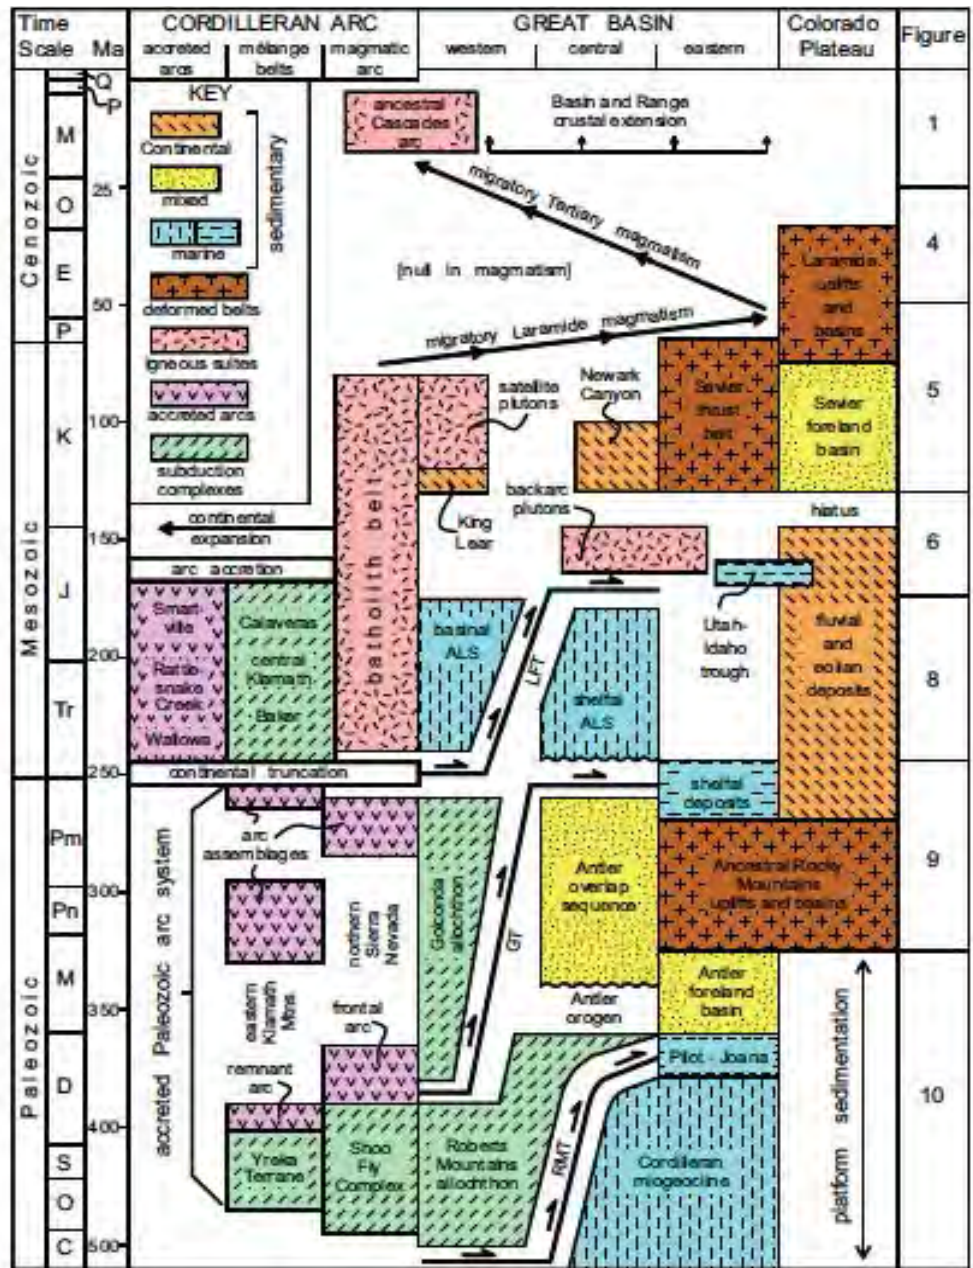 Time
Scale Ma
CORDILLERAN ARC
accreted
arcs
mélange
belts
magmatic
arc
GREAT BASIN
western
central
eastern
Colorado
Plateau
Figure
Cenozoic
Mesozoic
Paleozoic
Q
P
M
O
E
P
K
J
Tr
Pm
Pn
M
D
S
O
C
25
50
100
150
200
250
300
350
400
500
KEY
Continental
mixed
marine
sedimentary
deformed belts
igneous suites
accreted arcs
subduction
complexes
ancestral
Cascades
arc
Basin and Range
crustal extension
migratory Tertiary magmatism
[null in magmatism]
migratory Laramide magmatism
Laramide
uplifts
and
basins
satellite
plutons
Newark
Canyon
Sevier
thrust
belt
Sevier
foreland
basin
King
Lear
backarc
plutons
hiatus
continental
expansion
arc accretion
batholith belt
Smart-
ville
Rattle-
snake
Creek
Wallowa
Calaveras
central
Klamath
Baker
basinal
ALS
LFT
shelfal
ALS
Utah-
Idaho
trough
fluvial
and
eolian
deposits
continental truncation
shelfal
deposits
accreted Paleozoic arc system
arc
assemblages
northern
Sierra
Nevada
eastern
Klamath
Mtns
frontal
arc
remnant
arc
Yreka
Terrane
Shoo
Fly
Complex
Golconda
allochthon
GT
Antler
overlap
sequence
Ancestral Rocky
Mountains
uplifts and basins
Antler
orogen
Antler
foreland
basin
Pilot - Joana
Roberts
Mountains
allochthon
RMT
Cordilleran
miogeocline
platform sedimentation
1
4
5
6
8
9
10